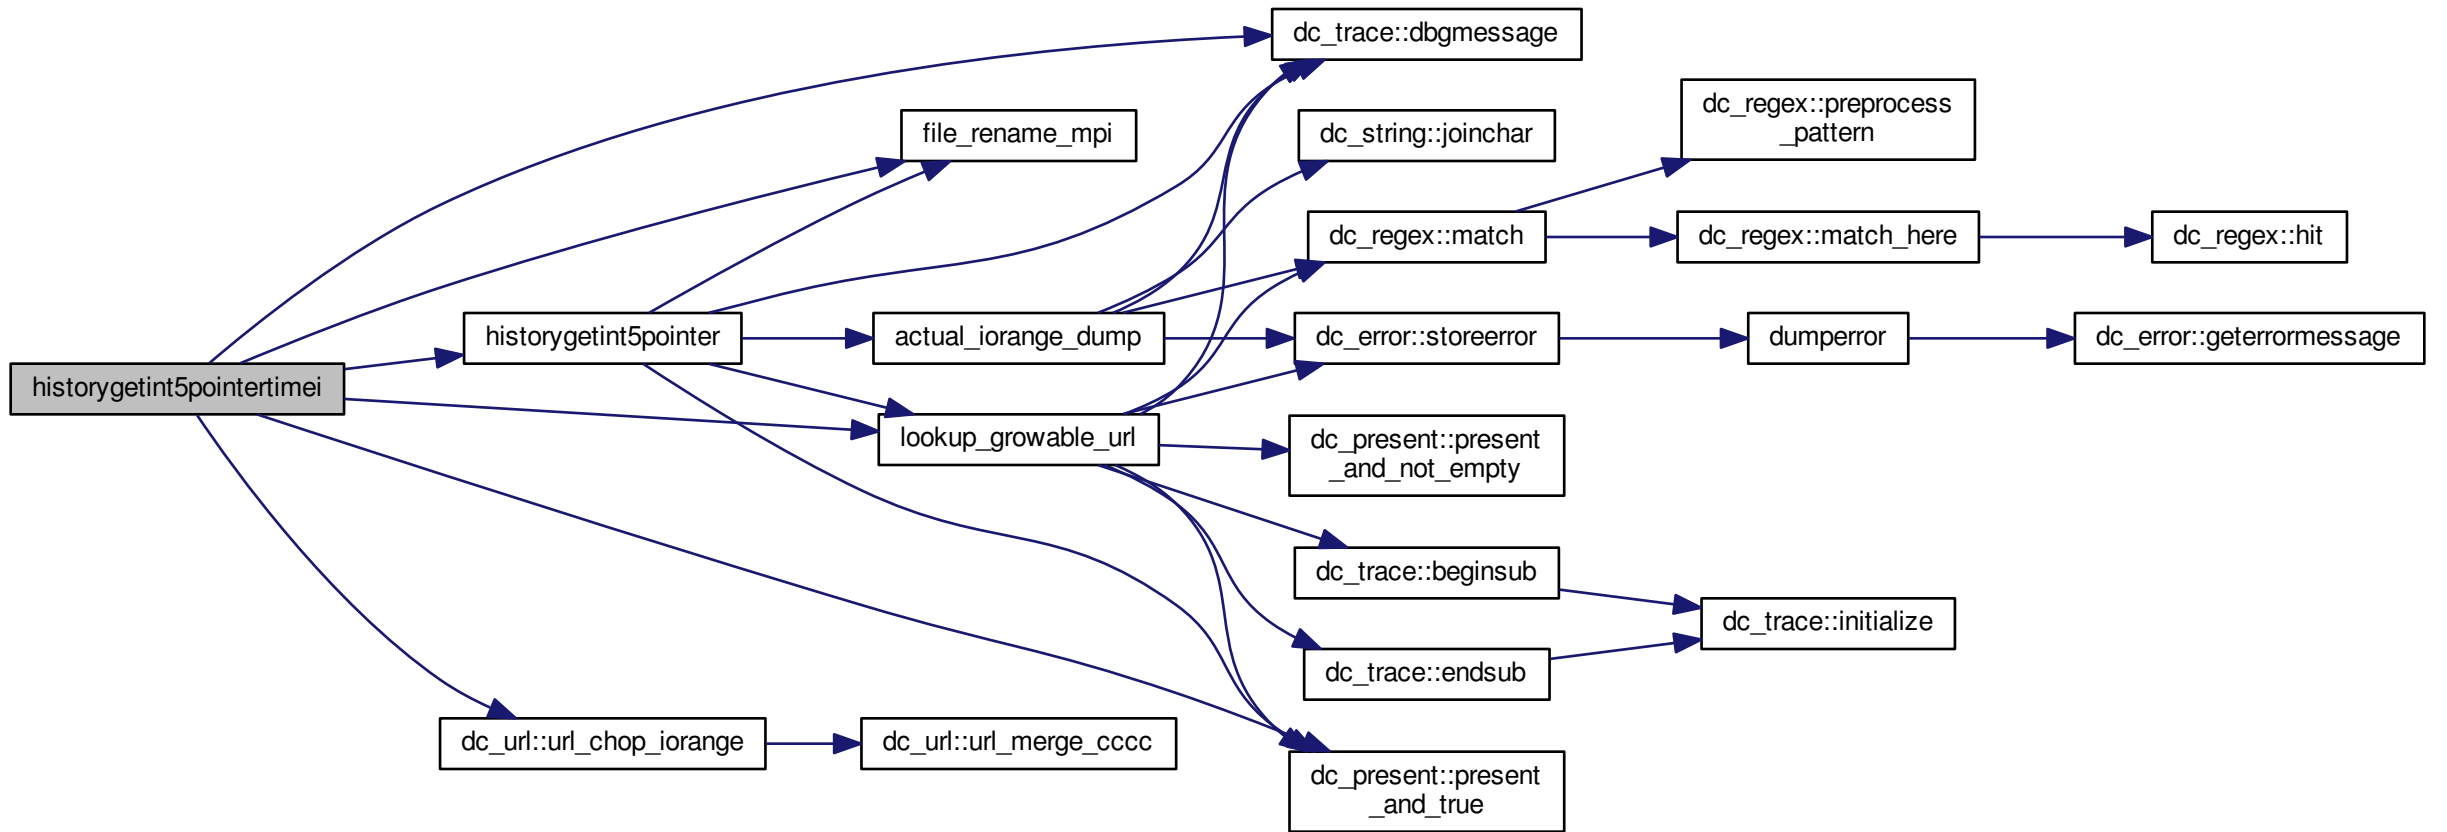 dc_trace::dbgmessage
file_rename_mpi
dc_string::joinchar
dc_regex::preprocess
_pattern
dc_regex::match
dc_regex::match_here
dc_regex::hit
historygetint5pointer
actual_iorange_dump
dc_error::storeerror
dumperror
dc_error::geterrormessage
historygetint5pointertimei
lookup_growable_url
dc_present::present
_and_not_empty
dc_trace::beginsub
dc_trace::initialize
dc_trace::endsub
dc_url::url_chop_iorange
dc_url::url_merge_cccc
dc_present::present
_and_true